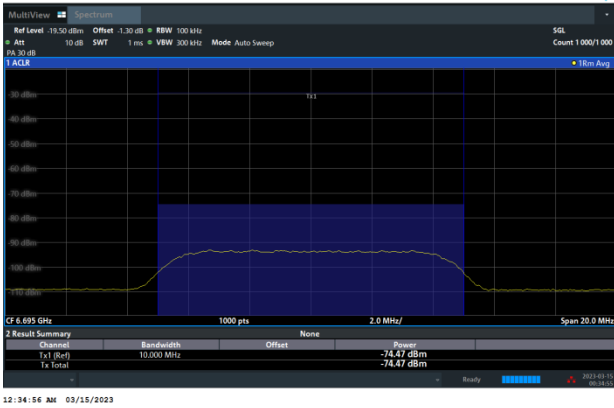 MultiView Spectrum
Ref Level -19.50 dBm Offset -1.30 dB RBW 100 kHz SGL
Att 10 dB SWT 1 ms VBW 300 kHz Mode Auto Sweep Count 1 000/1 000
PA 30 dB
1 ACLR 1Rm Avg
Tx1
-30 dBm
-40 dBm
-50 dBm
-60 dBm
-70 dBm
-80 dBm
-90 dBm
-100 dBm
-110 dBm
CF 6.695 GHz 1000 pts 2.0 MHz/ Span 20.0 MHz
2 Result Summary None
Channel Bandwidth Offset Power
Tx1 (Ref) 10.000 MHz -74.47 dBm
Tx Total -74.47 dBm
Ready 2023-03-15
00:34:55
12:34:56 AM 03/15/2023